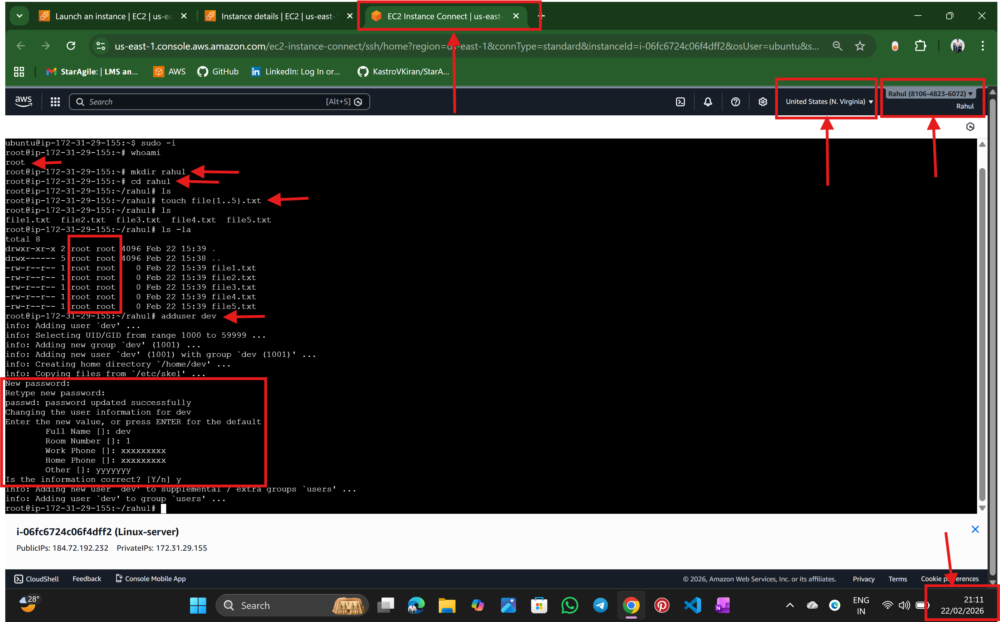 Launch an instance | EC2 | us-ea
Instance details | EC2 | us-east-1
EC2 Instance Connect | us-east-
us-east-1.console.aws.amazon.com/ec2-instance-connect/ssh/home?region=us-east-1&connType=standard&instanceId=i-06fc6724c06f4dff2&osUser=ubuntu&s...
StarAgile: | LMS an...
AWS
GitHub
in LinkedIn: Log In or...
KastroVKiran/StarA...
aws
Search
[Alt+S]
United States (N. Virginia)
Rahul (8106-4823-6072)
Rahul
ubuntu@ip-172-31-29-155:~$ sudo -i
root@ip-172-31-29-155:~# whoami
root
root@ip-172-31-29-155:~# mkdir rahul
root@ip-172-31-29-155:~# cd rahul
root@ip-172-31-29-155:~/rahul# ls
root@ip-172-31-29-155:~/rahul# touch file{1..5}.txt
root@ip-172-31-29-155:~/rahul# ls
file1.txt  file2.txt  file3.txt  file4.txt  file5.txt
root@ip-172-31-29-155:~/rahul# ls -la
total 8
drwxr-xr-x 2 root root 4096 Feb 22 15:39 .
drwx------ 5 root root 4096 Feb 22 15:38 ..
-rw-r--r-- 1 root root    0 Feb 22 15:39 file1.txt
-rw-r--r-- 1 root root    0 Feb 22 15:39 file2.txt
-rw-r--r-- 1 root root    0 Feb 22 15:39 file3.txt
-rw-r--r-- 1 root root    0 Feb 22 15:39 file4.txt
-rw-r--r-- 1 root root    0 Feb 22 15:39 file5.txt
root@ip-172-31-29-155:~/rahul# adduser dev
info: Adding user `dev' ...
info: Selecting UID/GID from range 1000 to 59999 ...
info: Adding new group `dev' (1001) ...
info: Adding new user `dev' (1001) with group `dev (1001)' ...
info: Creating home directory `/home/dev' ...
info: Copying files from `/etc/skel' ...
New password:
Retype new password:
passwd: password updated successfully
Changing the user information for dev
Enter the new value, or press ENTER for the default
Full Name []: dev
Room Number []: 1
Work Phone []: xxxxxxxxx
Home Phone []: xxxxxxxxx
Other []: yyyyyyy
Is the information correct? [Y/n] y
info: Adding new user `dev' to supplemental / extra groups `users' ...
info: Adding user `dev' to group `users' ...
root@ip-172-31-29-155:~/rahul#
i-06fc6724c06f4dff2 (Linux-server)
PublicIPs: 184.72.192.232 PrivateIPs: 172.31.29.155
CloudShell Feedback Console Mobile App
© 2026, Amazon Web Services, Inc. or its affiliates. Privacy Terms Cookie preferences
28°
Search
ENG
IN
21:11
22/02/2026